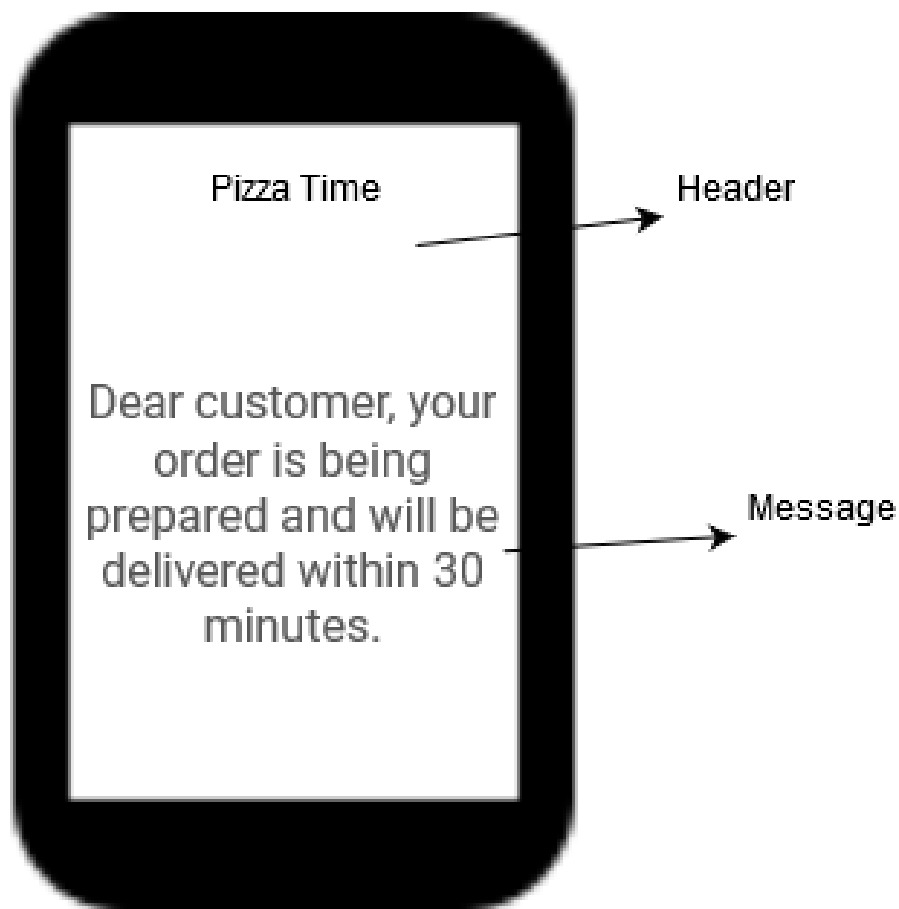 Pizza Time
Header
Dear customer, your
order is being
prepared and will be
delivered within 30
minutes.
Message